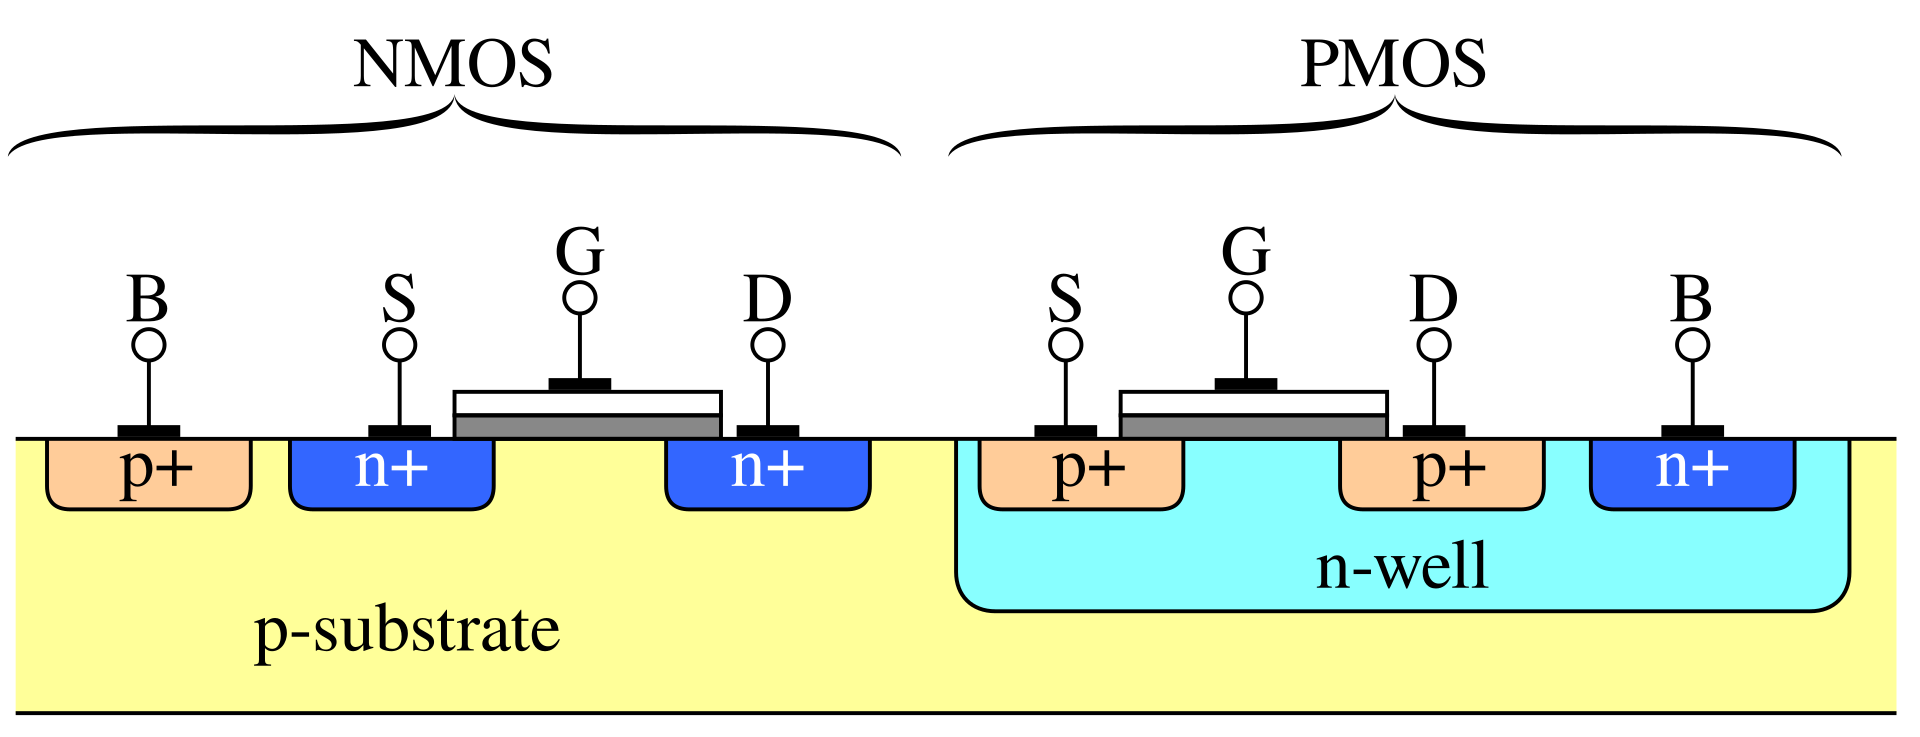 NMOS PMOS
G G
B S D S D B
p+ n+ n+ p+ p+ n+
n-well
p-substrate